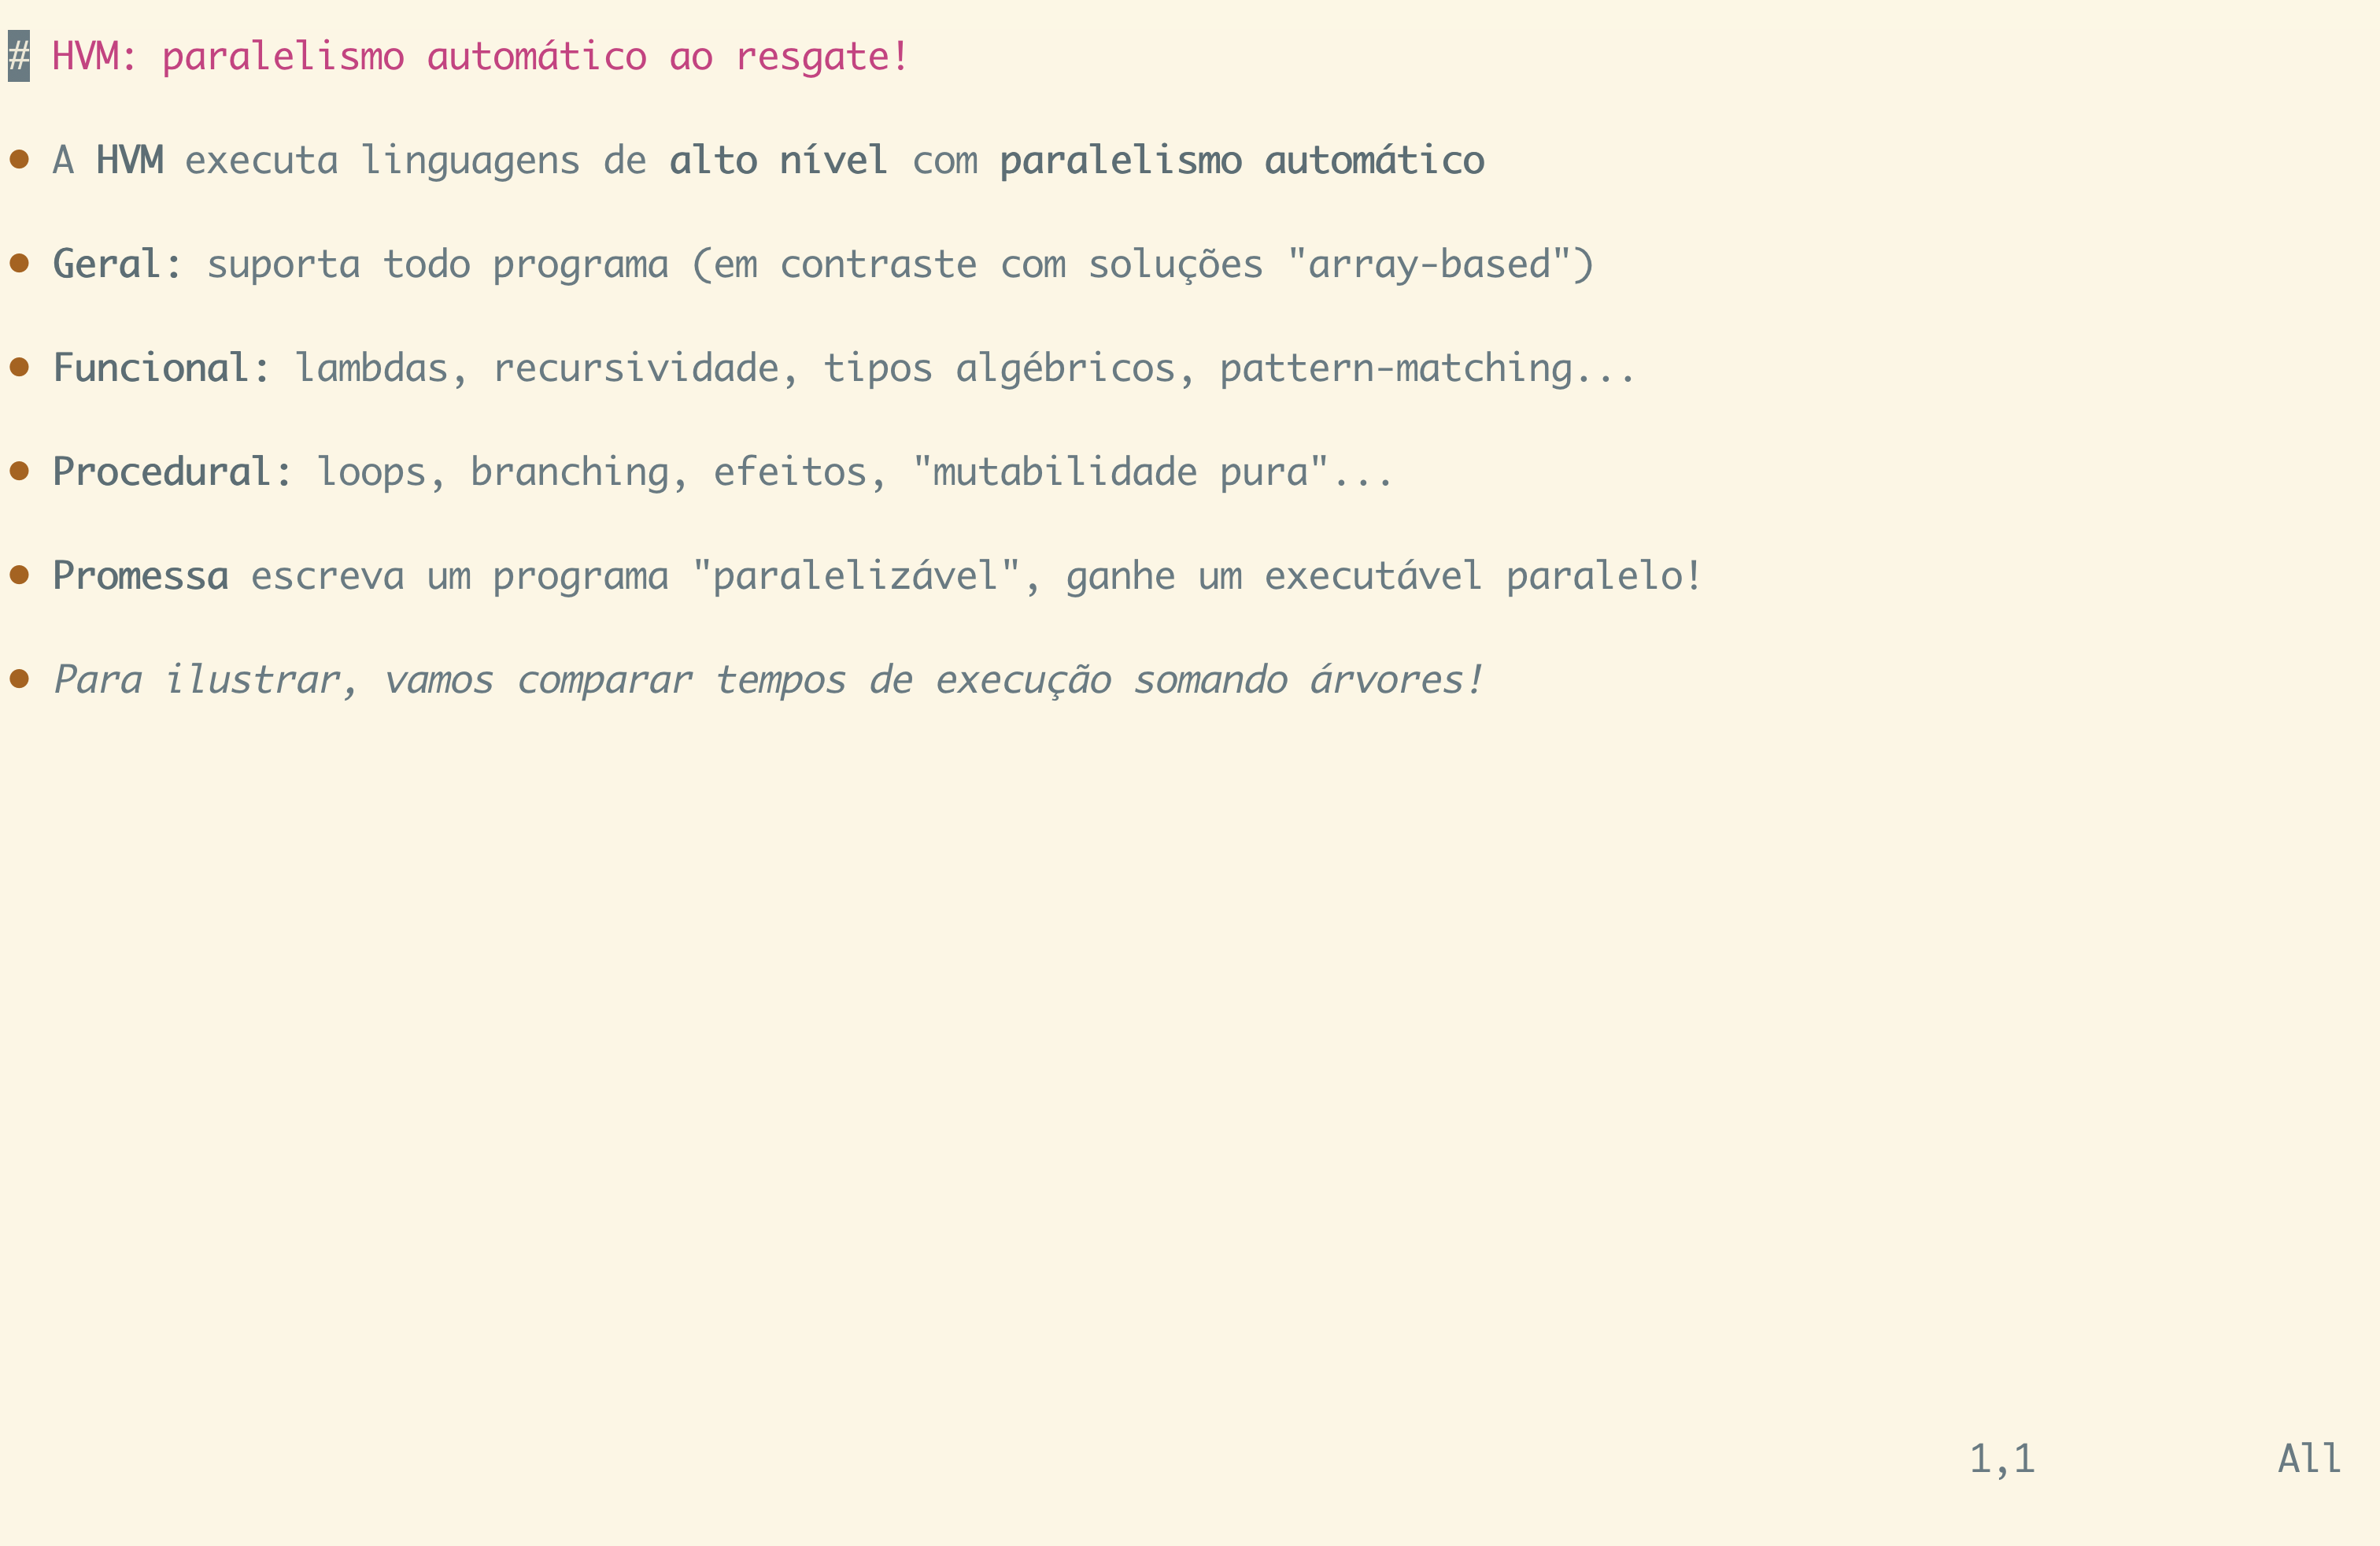 # HVM: paralelismo automático ao resgate!
● A HVM executa linguagens de alto nível com paralelismo automático
● Geral: suporta todo programa (em contraste com soluções "array-based")
● Funcional: lambdas, recursividade, tipos algébricos, pattern-matching...
● Procedural: loops, branching, efeitos, "mutabilidade pura"...
● Promessa escreva um programa "paralelizável", ganhe um executável paralelo!
● Para ilustrar, vamos comparar tempos de execução somando árvores!
1,1 All